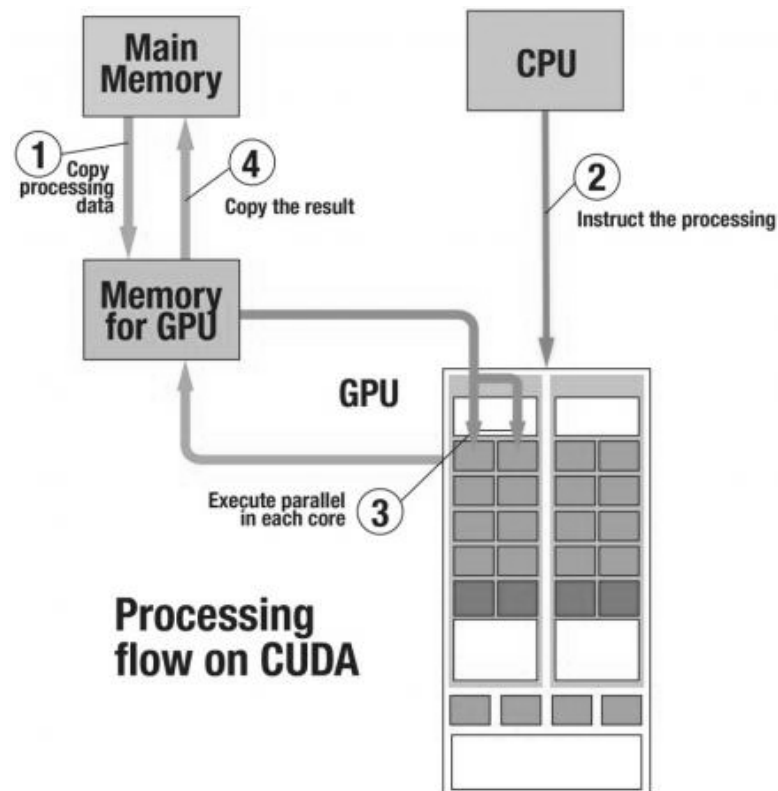 Main
Memory
CPU
1
Copy
processing
data
4
Copy the result
2
Instruct the processing
Memory
for GPU
GPU
Execute parallel
in each core
3
Processing
flow on CUDA